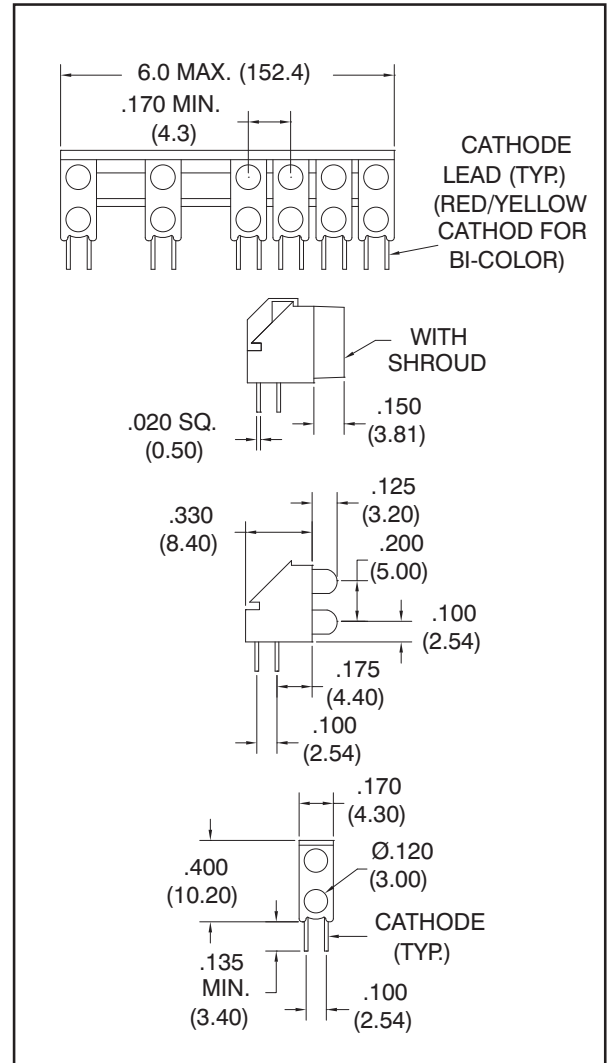 6.0 MAX. (152.4)
.170 MIN.
(4.3)
CATHODE
LEAD (TYP.)
(RED/YELLOW
CATHOD FOR
BI-COLOR)
WITH
SHROUD
.020 SQ.
(0.50)
.150
(3.81)
.125
(3.20)
.330
(8.40)
.200
(5.00)
.100
(2.54)
.175
(4.40)
.100
(2.54)
.170
(4.30)
.400
(10.20)
Ø.120
(3.00)
CATHODE
(TYP.)
.135
MIN.
(3.40)
.100
(2.54)